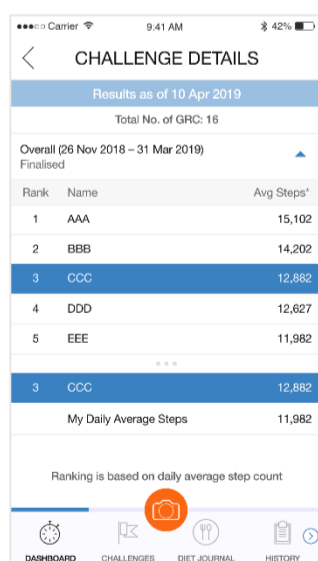 Carrier 9:41 AM 42%
CHALLENGE DETAILS
Results as of 10 Apr 2019
Total No. of GRC: 16
Overall (26 Nov 2018 – 31 Mar 2019)
Finalised
Rank Name Avg Steps*
1 AAA 15,102
2 BBB 14,202
3 CCC 12,882
4 DDD 12,627
5 EEE 11,982
3 CCC 12,882
My Daily Average Steps 11,982
Ranking is based on daily average step count
DASHBOARD CHALLENGES DIET JOURNAL HISTORY